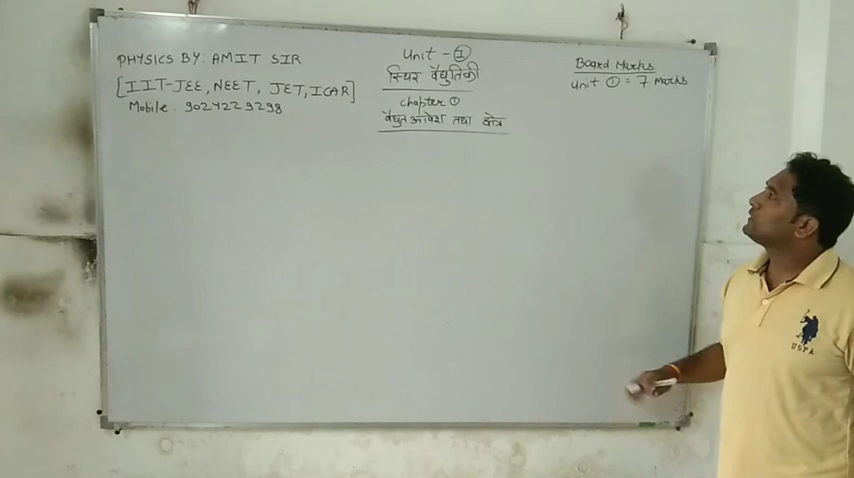 PHYSICS BY: AMIT SIR
[IIT-JEE, NEET, JET, ICAR]
Mobile: 9024229298
Unit - ①
स्थिर वैद्युतिकी
chapter ①
वैद्युत आवेश तथा क्षेत्र
Board Marks
Unit ① = 7 marks
USPA